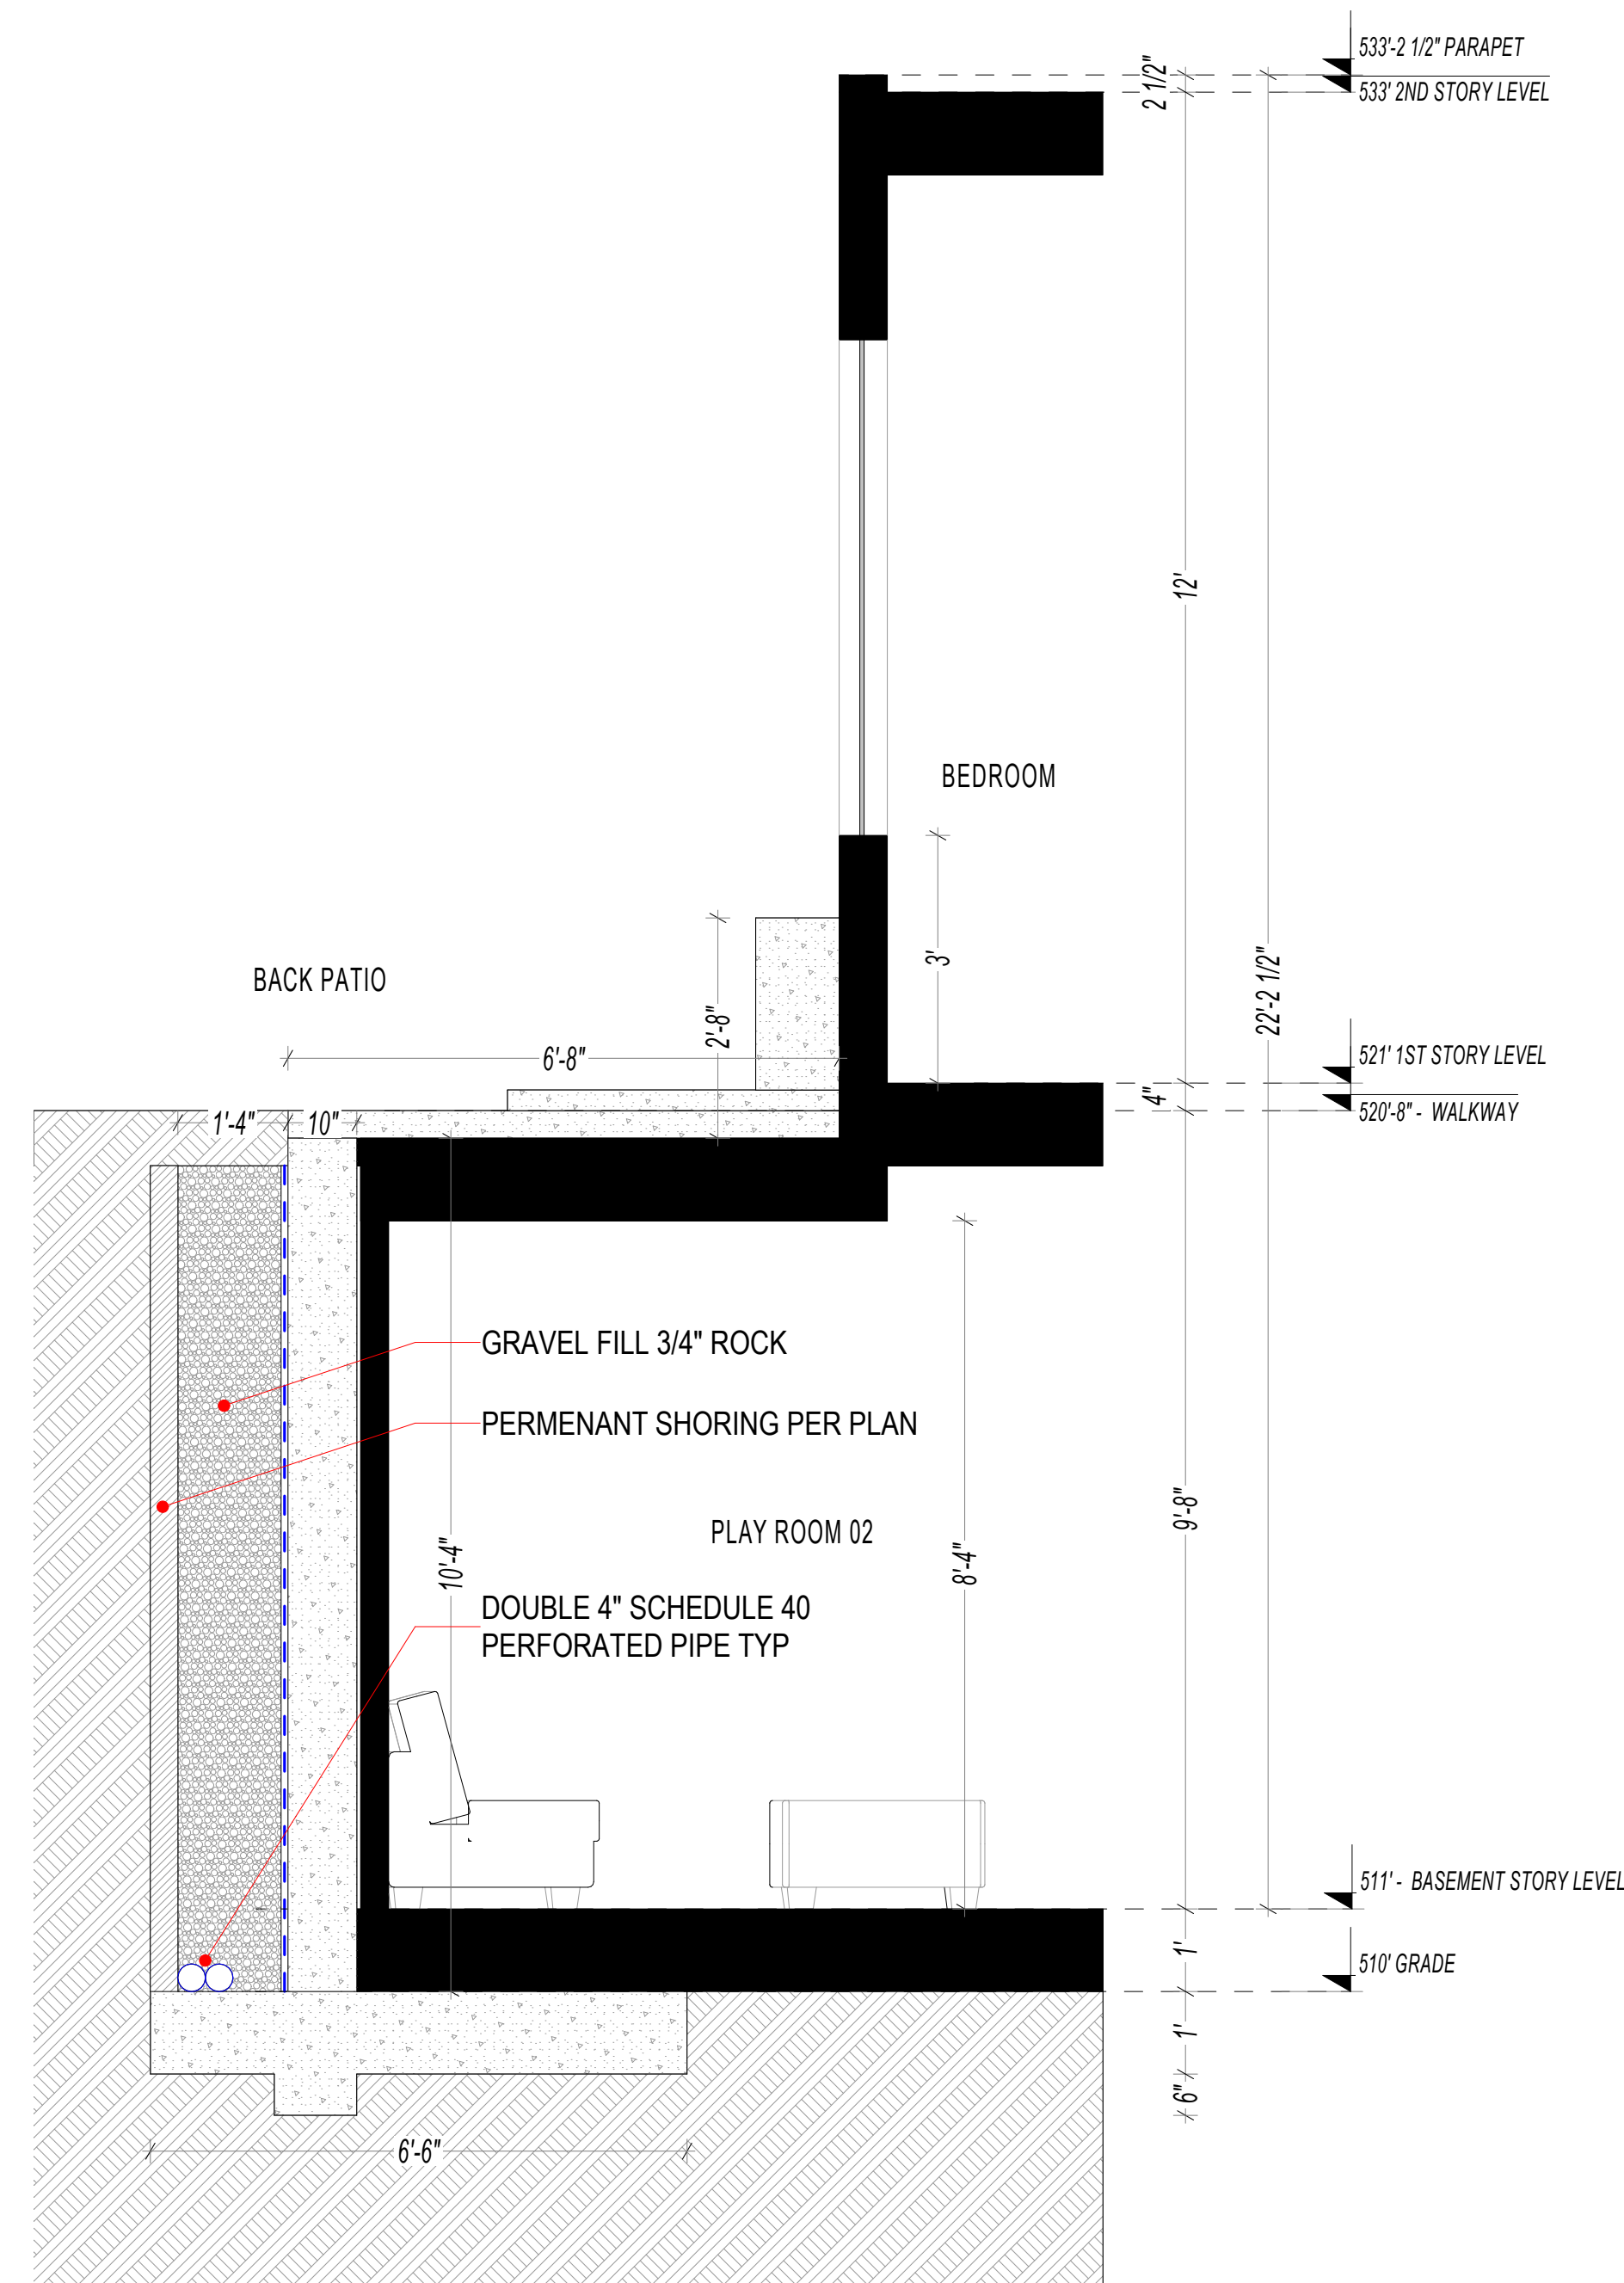 533'-2 1/2" PARAPET
533' 2ND STORY LEVEL
2 1/2"
12'
BEDROOM
3'
22'-2 1/2"
BACK PATIO
2'-8"
6'-8"
521' 1ST STORY LEVEL
4"
520'-8" - WALKWAY
1'-4"
10"
GRAVEL FILL 3/4" ROCK
PERMENANT SHORING PER PLAN
9'-8"
PLAY ROOM 02
10'-4"
8'-4"
DOUBLE 4" SCHEDULE 40
PERFORATED PIPE TYP
511' - BASEMENT STORY LEVEL
1'
510' GRADE
1'
6"
6'-6"